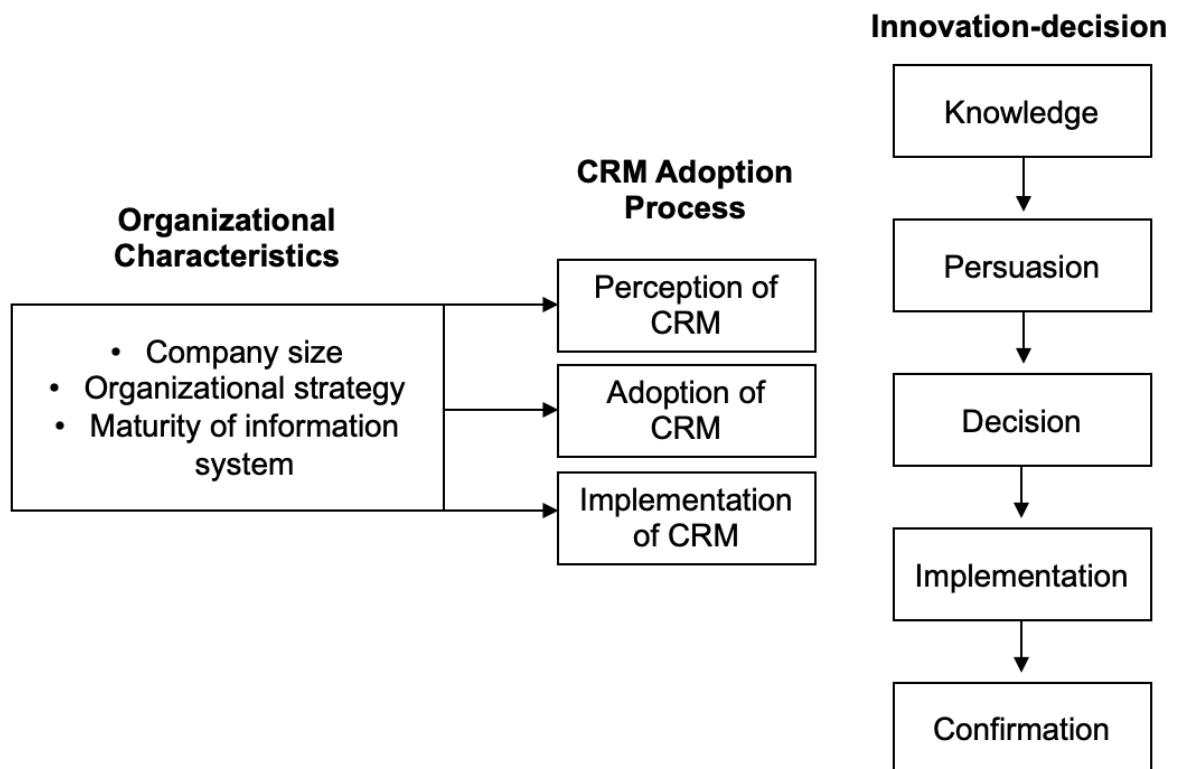 Organizational
Characteristics
• Company size
• Organizational strategy
• Maturity of information
system
CRM Adoption
Process
Perception of
CRM
Adoption of
CRM
Implementation
of CRM
Innovation-decision
Knowledge
Persuasion
Decision
Implementation
Confirmation